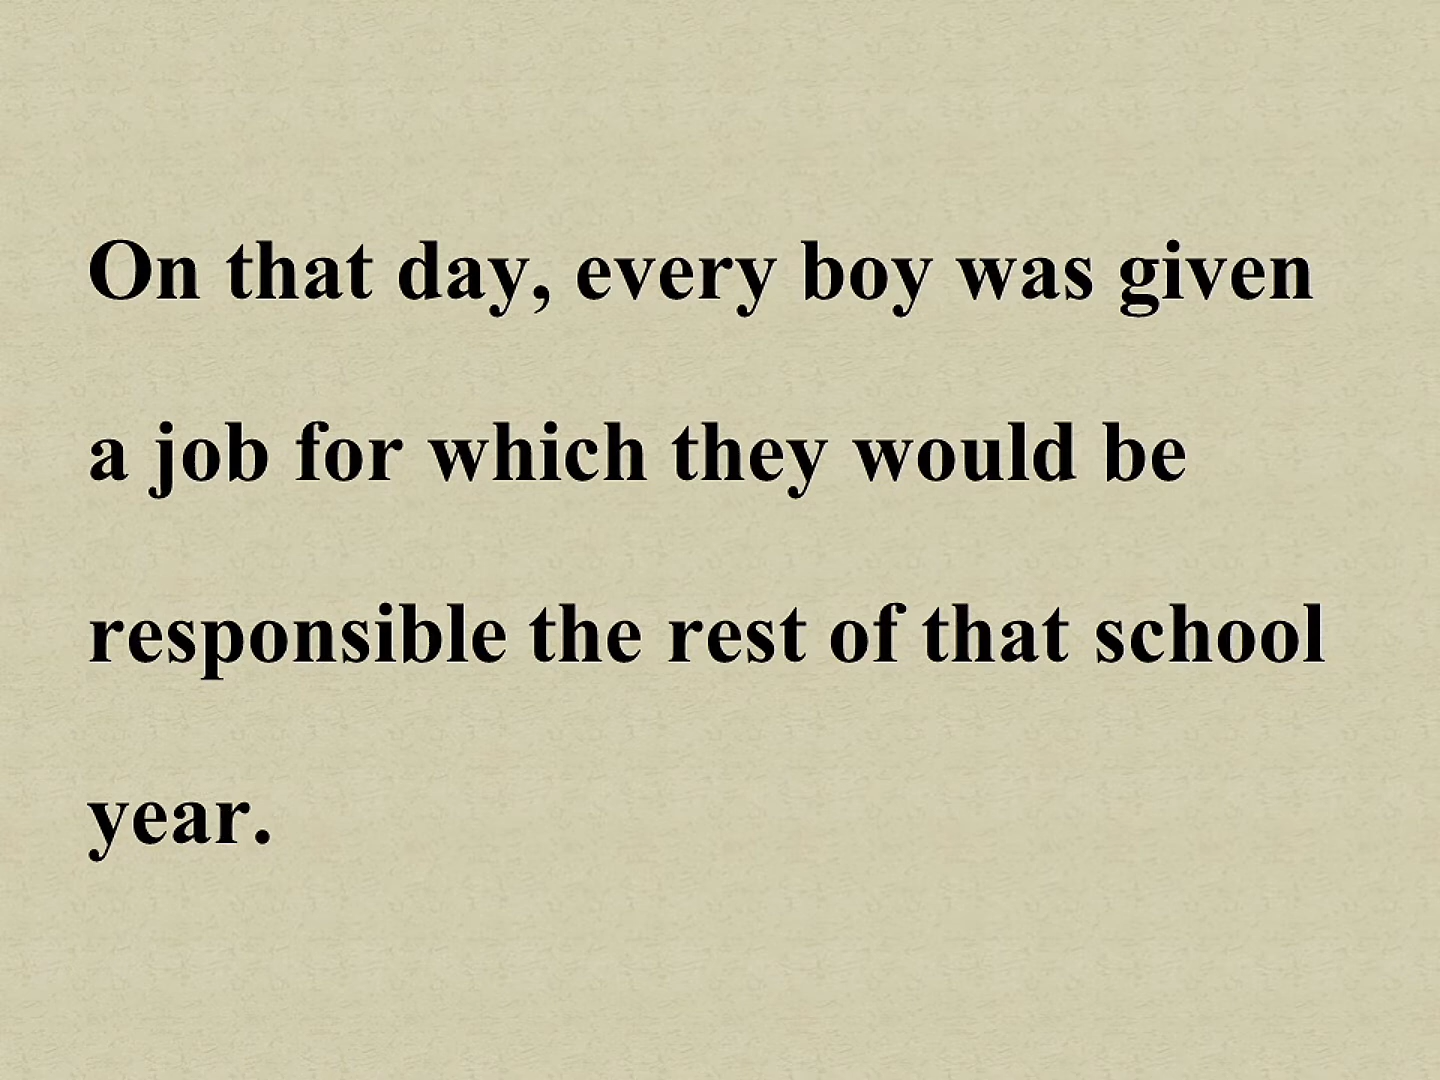 On that day, every boy was given
a job for which they would be
responsible the rest of that school
year.